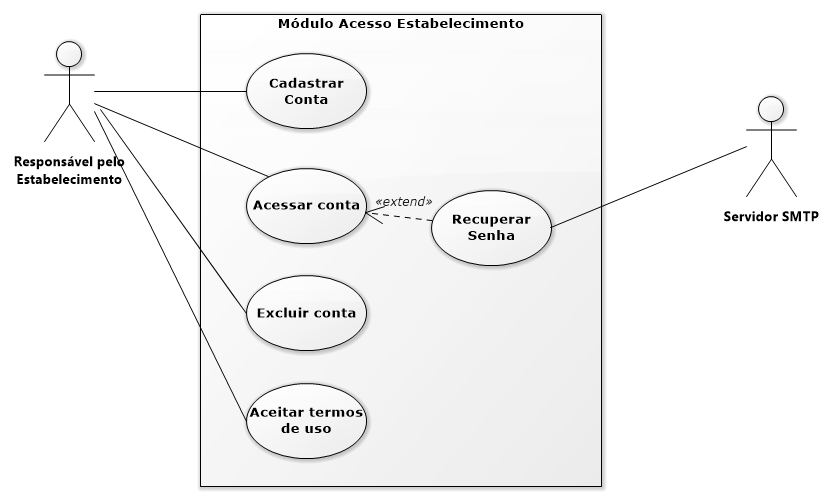 Módulo Acesso Estabelecimento
Cadastrar
Conta
Responsável pelo
Estabelecimento
Acessar conta
«extend»
Recuperar
Senha
Servidor SMTP
Excluir conta
Aceitar termos
de uso